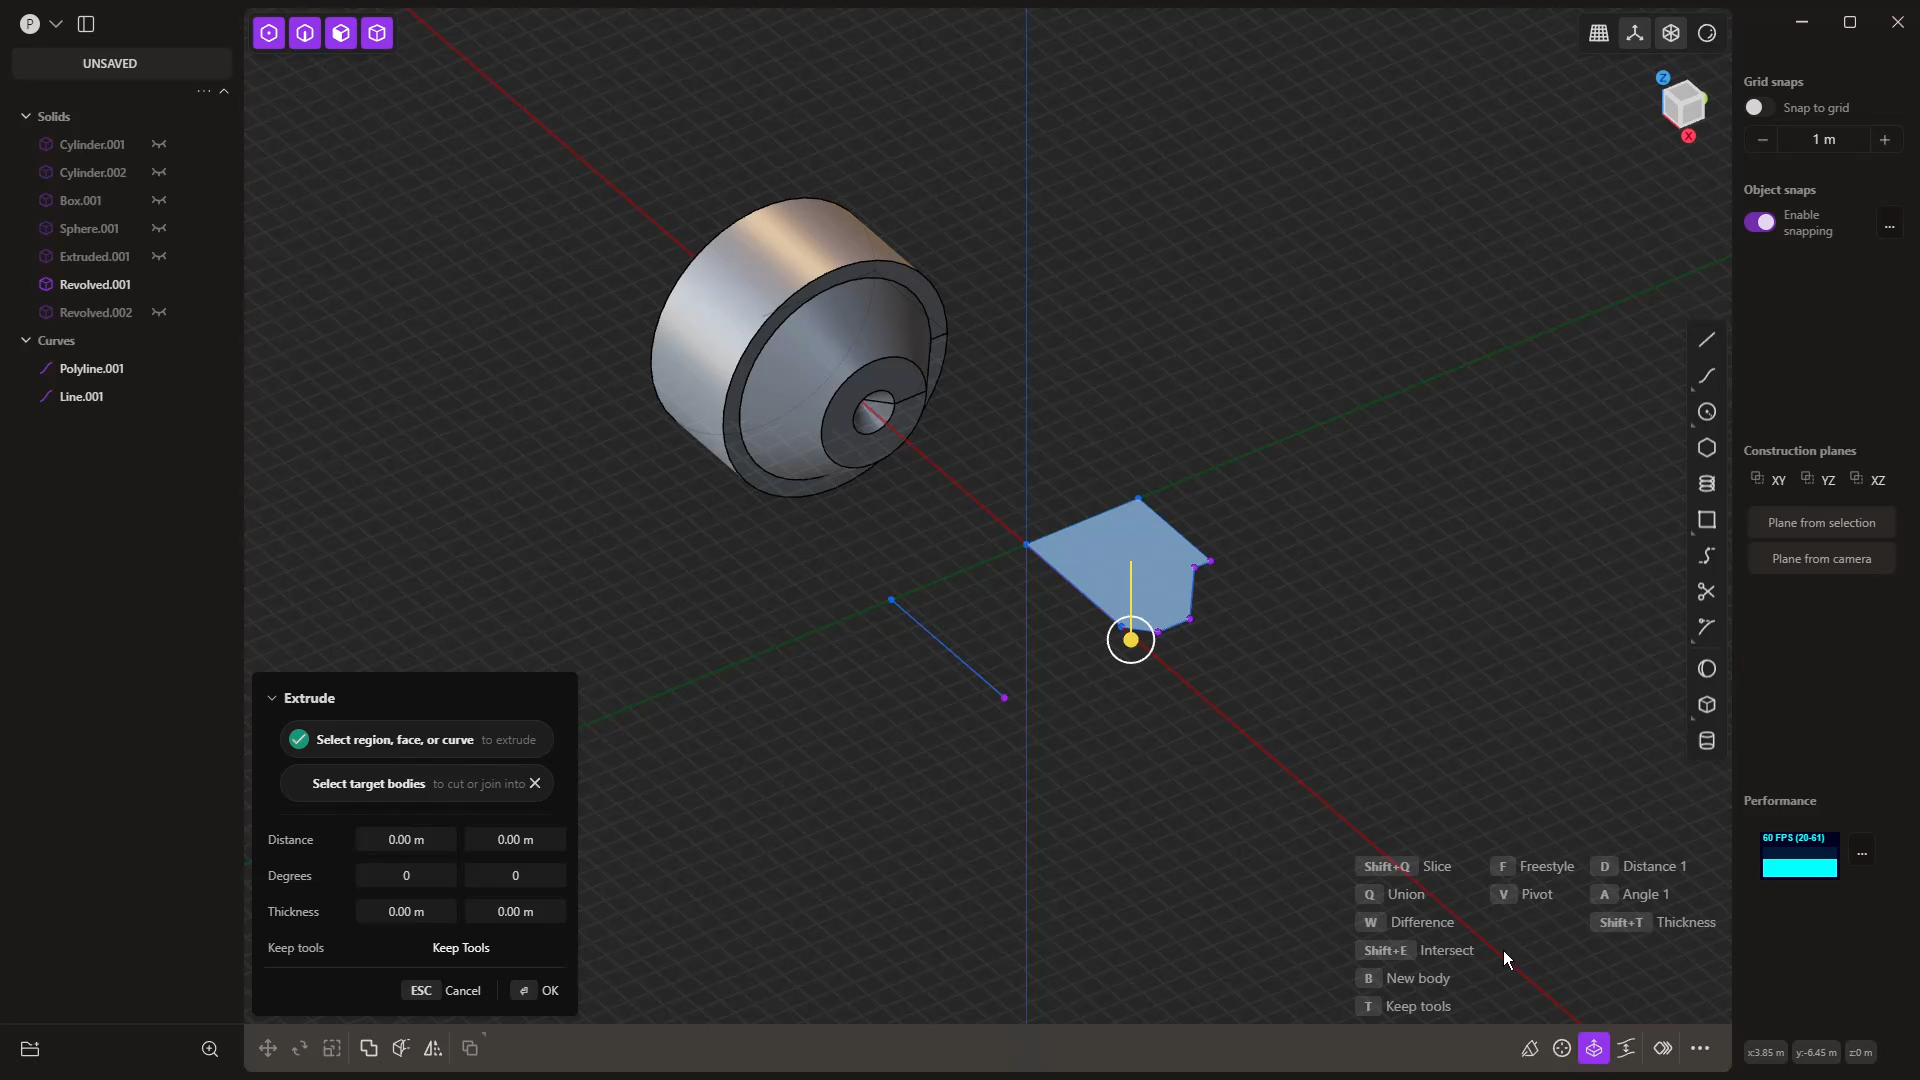 P
UNSAVED
Solids
Cylinder.001
Cylinder.002
Box.001
Sphere.001
Extruded.001
Revolved.001
Revolved.002
Curves
Polyline.001
Line.001
Z
X
Grid snaps
Snap to grid
1 m
Object snaps
Enable
snapping
Construction planes
XY YZ XZ
Plane from selection
Plane from camera
Performance
60 FPS (20-61)
Extrude
Select region, face, or curve to extrude
Select target bodies to cut or join into
Distance 0.00 m 0.00 m
Degrees 0 0
Thickness 0.00 m 0.00 m
Keep tools Keep Tools
ESC Cancel OK
Shift+Q Slice F Freestyle D Distance 1
Q Union V Pivot A Angle 1
W Difference Shift+T Thickness
Shift+E Intersect
B New body
T Keep tools
x:3.85 m y:-6.45 m z:0 m